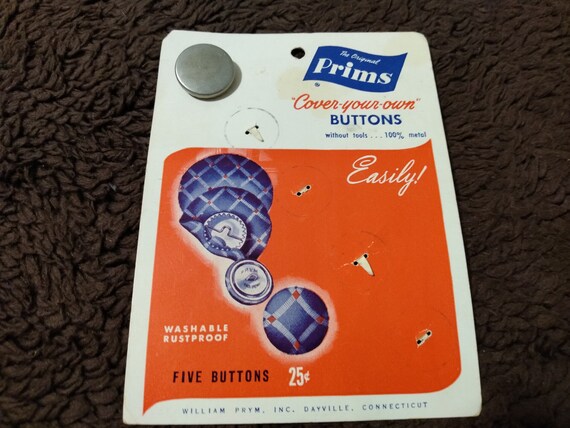 The Original
Prims
"Cover-your-own"
BUTTONS
without tools ... 100% metal
Easily!
WASHABLE
RUSTPROOF
FIVE BUTTONS 25¢
WILLIAM PRYM, INC. DAYVILLE, CONNECTICUT